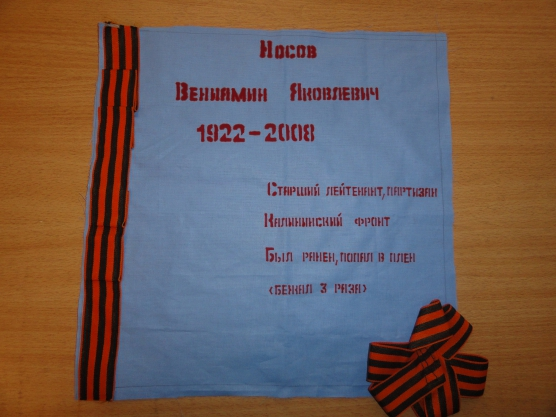 Носов
Вениамин Яковлевич
1922-2008
Старший лейтенант, партизан
Калининский фронт
Был ранен, попал в плен
(бежал 3 раза)